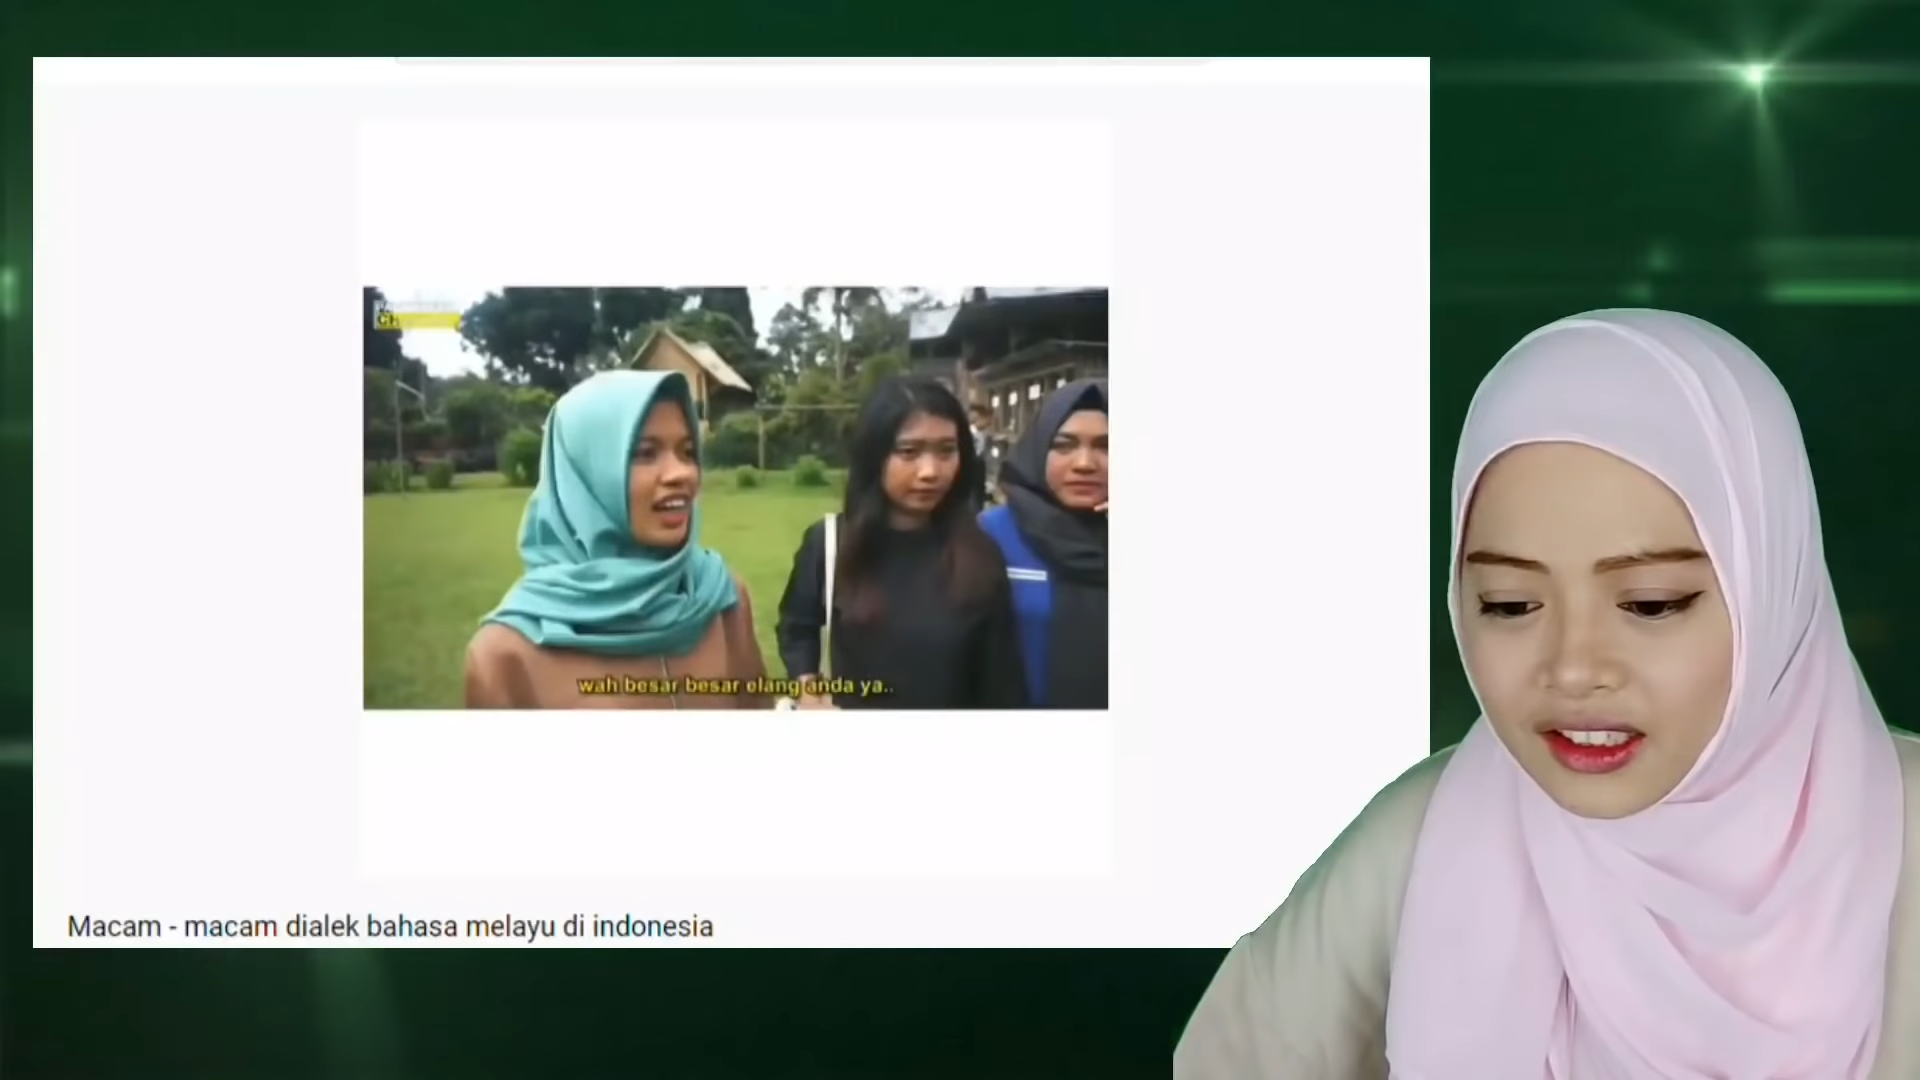 wah besar besar elang anda ya..
Macam - macam dialek bahasa melayu di indonesia